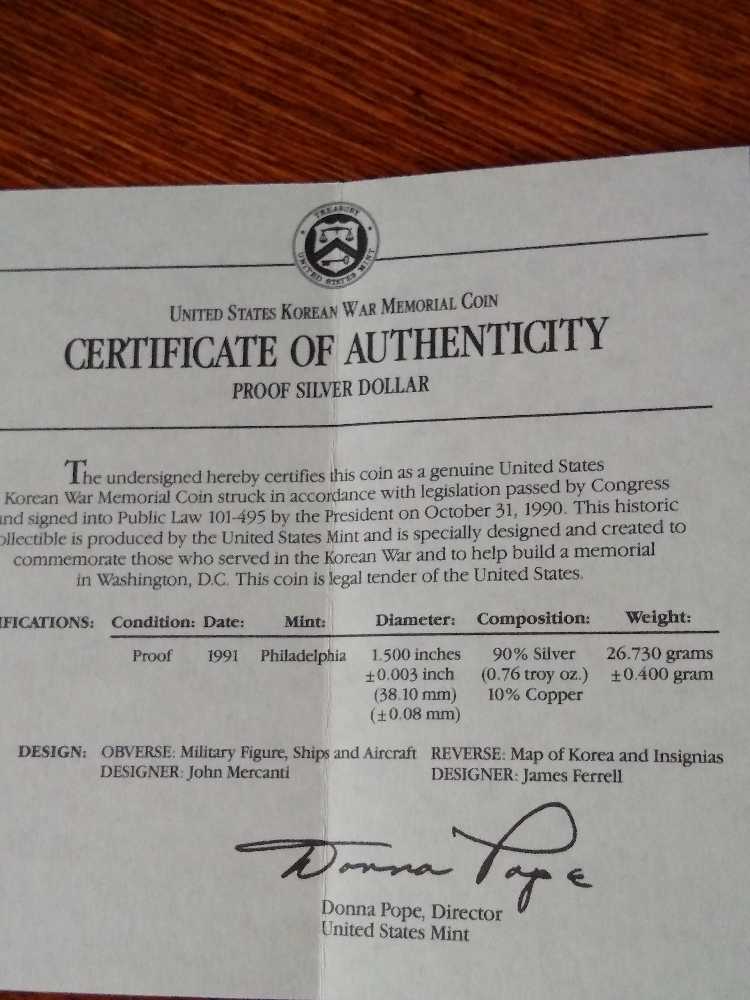 TREASURY
UNITED STATES MINT
UNITED STATES KOREAN WAR MEMORIAL COIN
CERTIFICATE OF AUTHENTICITY
PROOF SILVER DOLLAR
The undersigned hereby certifies this coin as a genuine United States
Korean War Memorial Coin struck in accordance with legislation passed by Congress
nd signed into Public Law 101-495 by the President on October 31, 1990. This historic
ollectible is produced by the United States Mint and is specially designed and created to
commemorate those who served in the Korean War and to help build a memorial
in Washington, D.C. This coin is legal tender of the United States.
IFICATIONS: Condition: Date: Mint: Diameter: Composition: Weight:
Proof 1991 Philadelphia 1.500 inches 90% Silver 26.730 grams
±0.003 inch (0.76 troy oz.) ±0.400 gram
(38.10 mm) 10% Copper
(±0.08 mm)
DESIGN: OBVERSE: Military Figure, Ships and Aircraft REVERSE: Map of Korea and Insignias
DESIGNER: John Mercanti DESIGNER: James Ferrell
Donna Pope
Donna Pope, Director
United States Mint